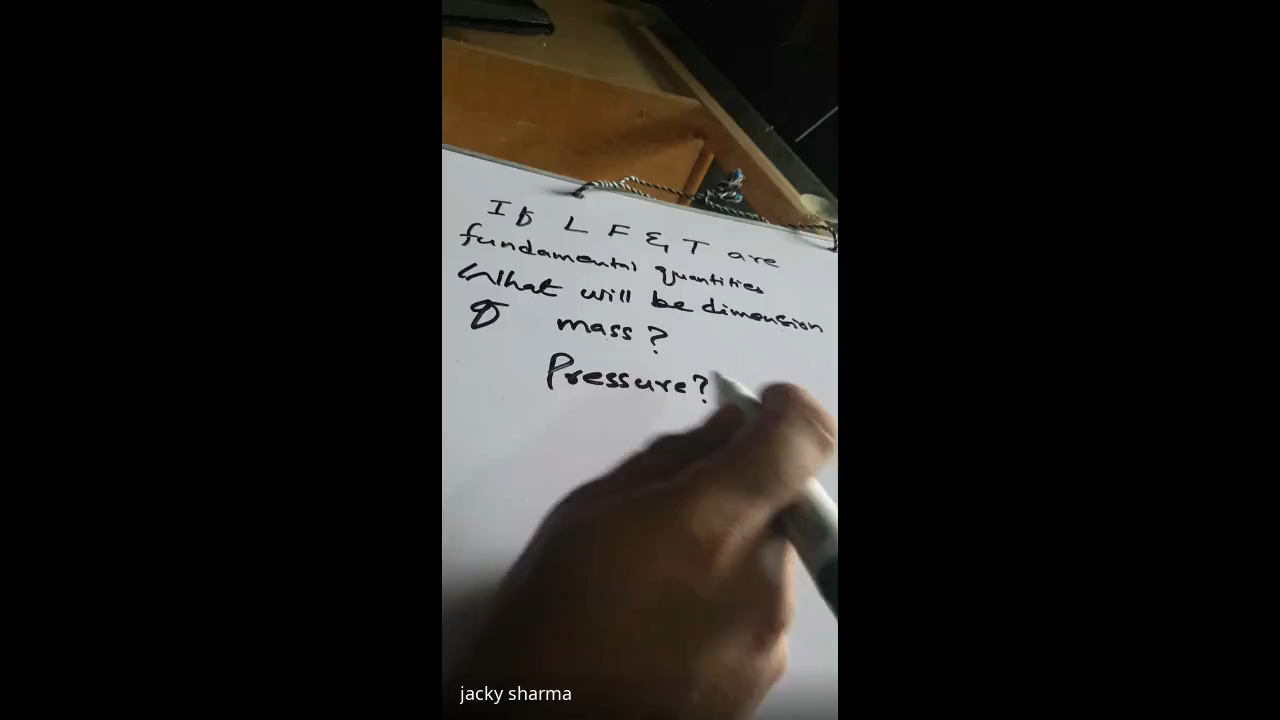 If L F & T are
fundamental quantities
What will be dimension
of mass?
Pressure?
jacky sharma